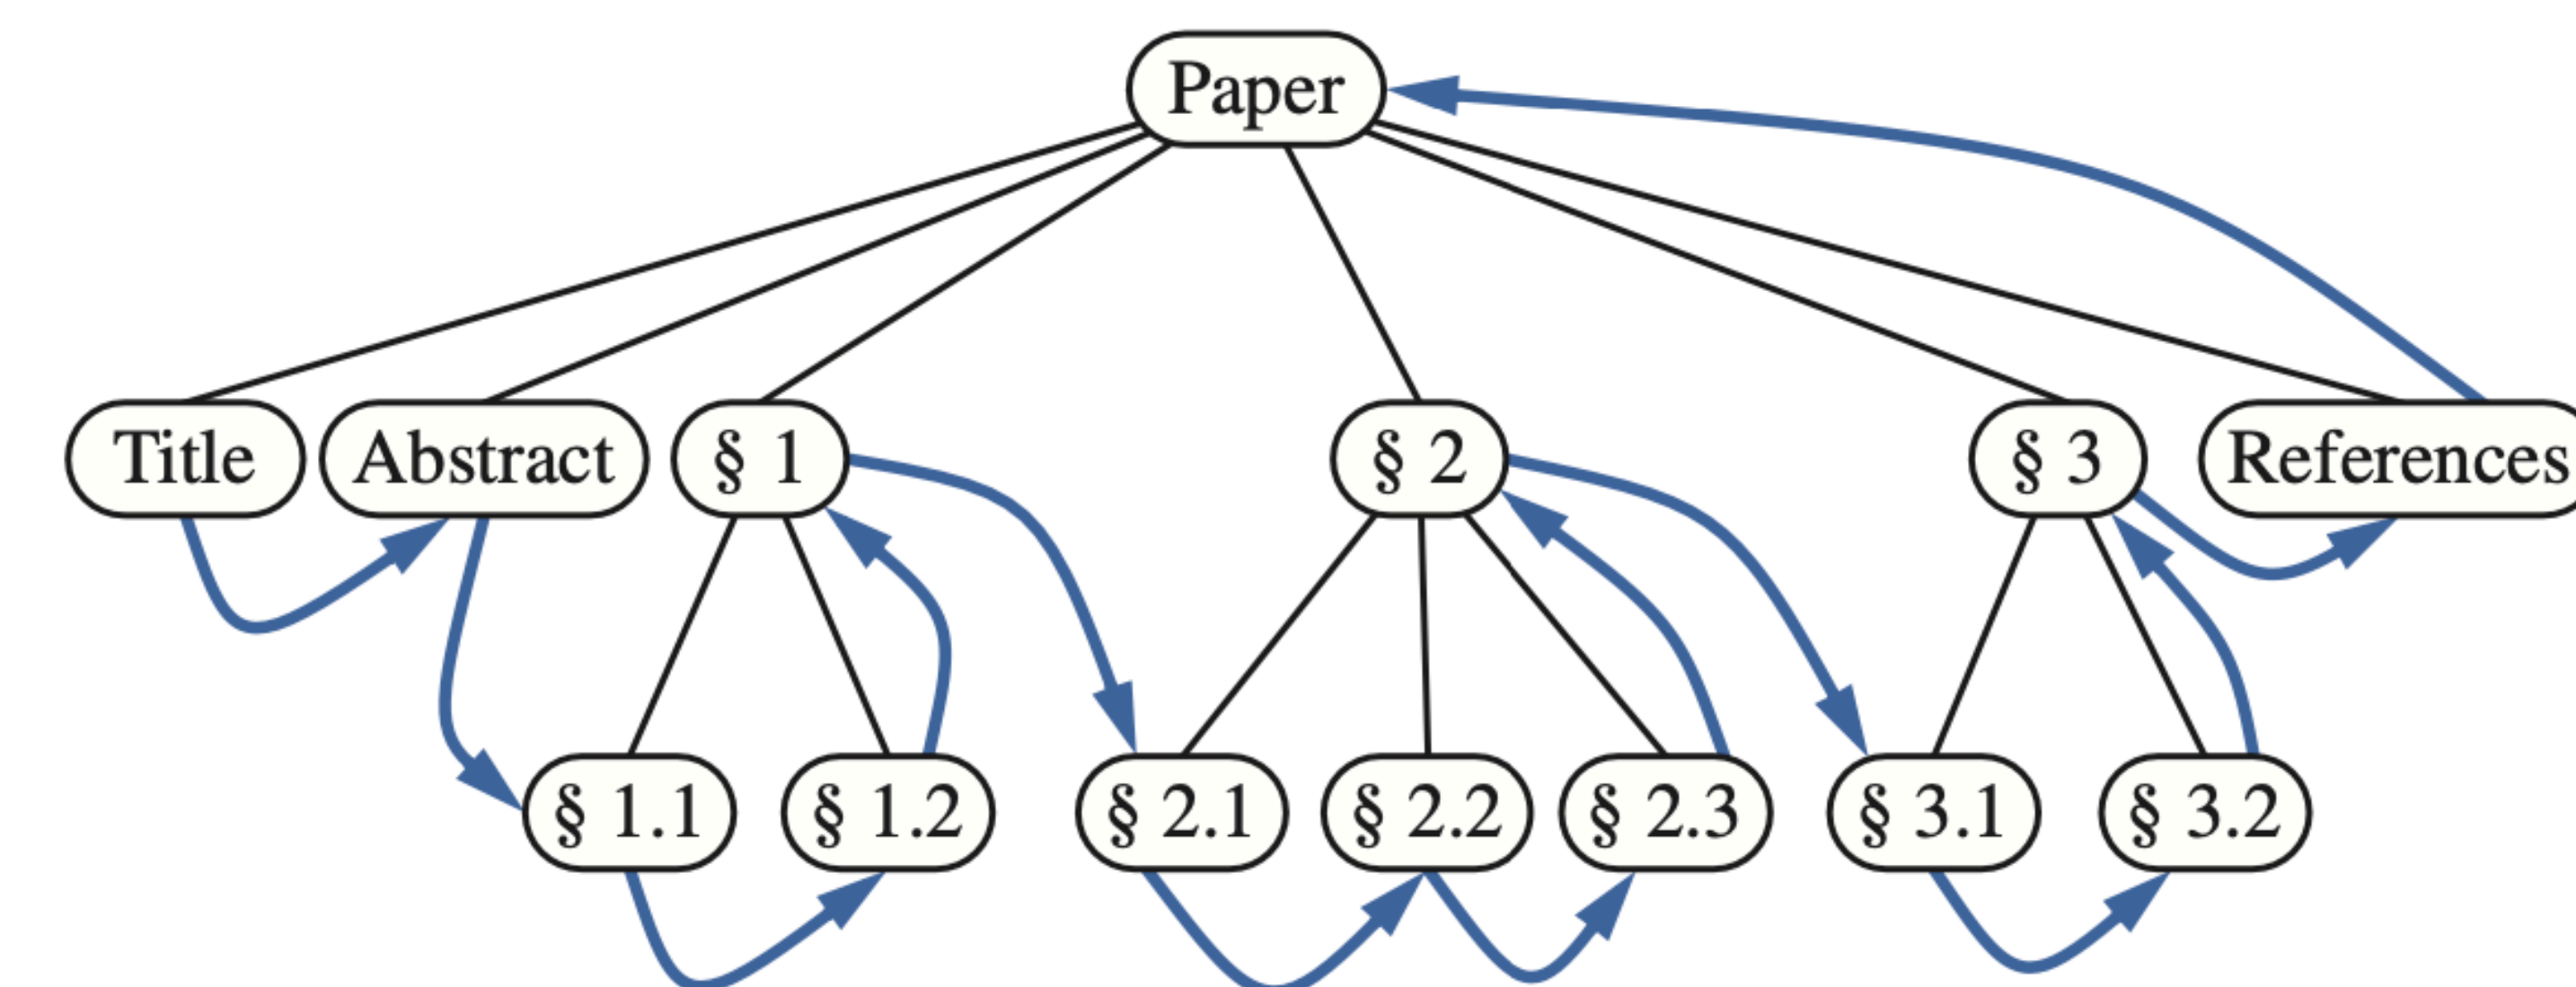 Paper
Title
Abstract
§ 1
§ 2
§ 3
References
§ 1.1
§ 1.2
§ 2.1
§ 2.2
§ 2.3
§ 3.1
§ 3.2